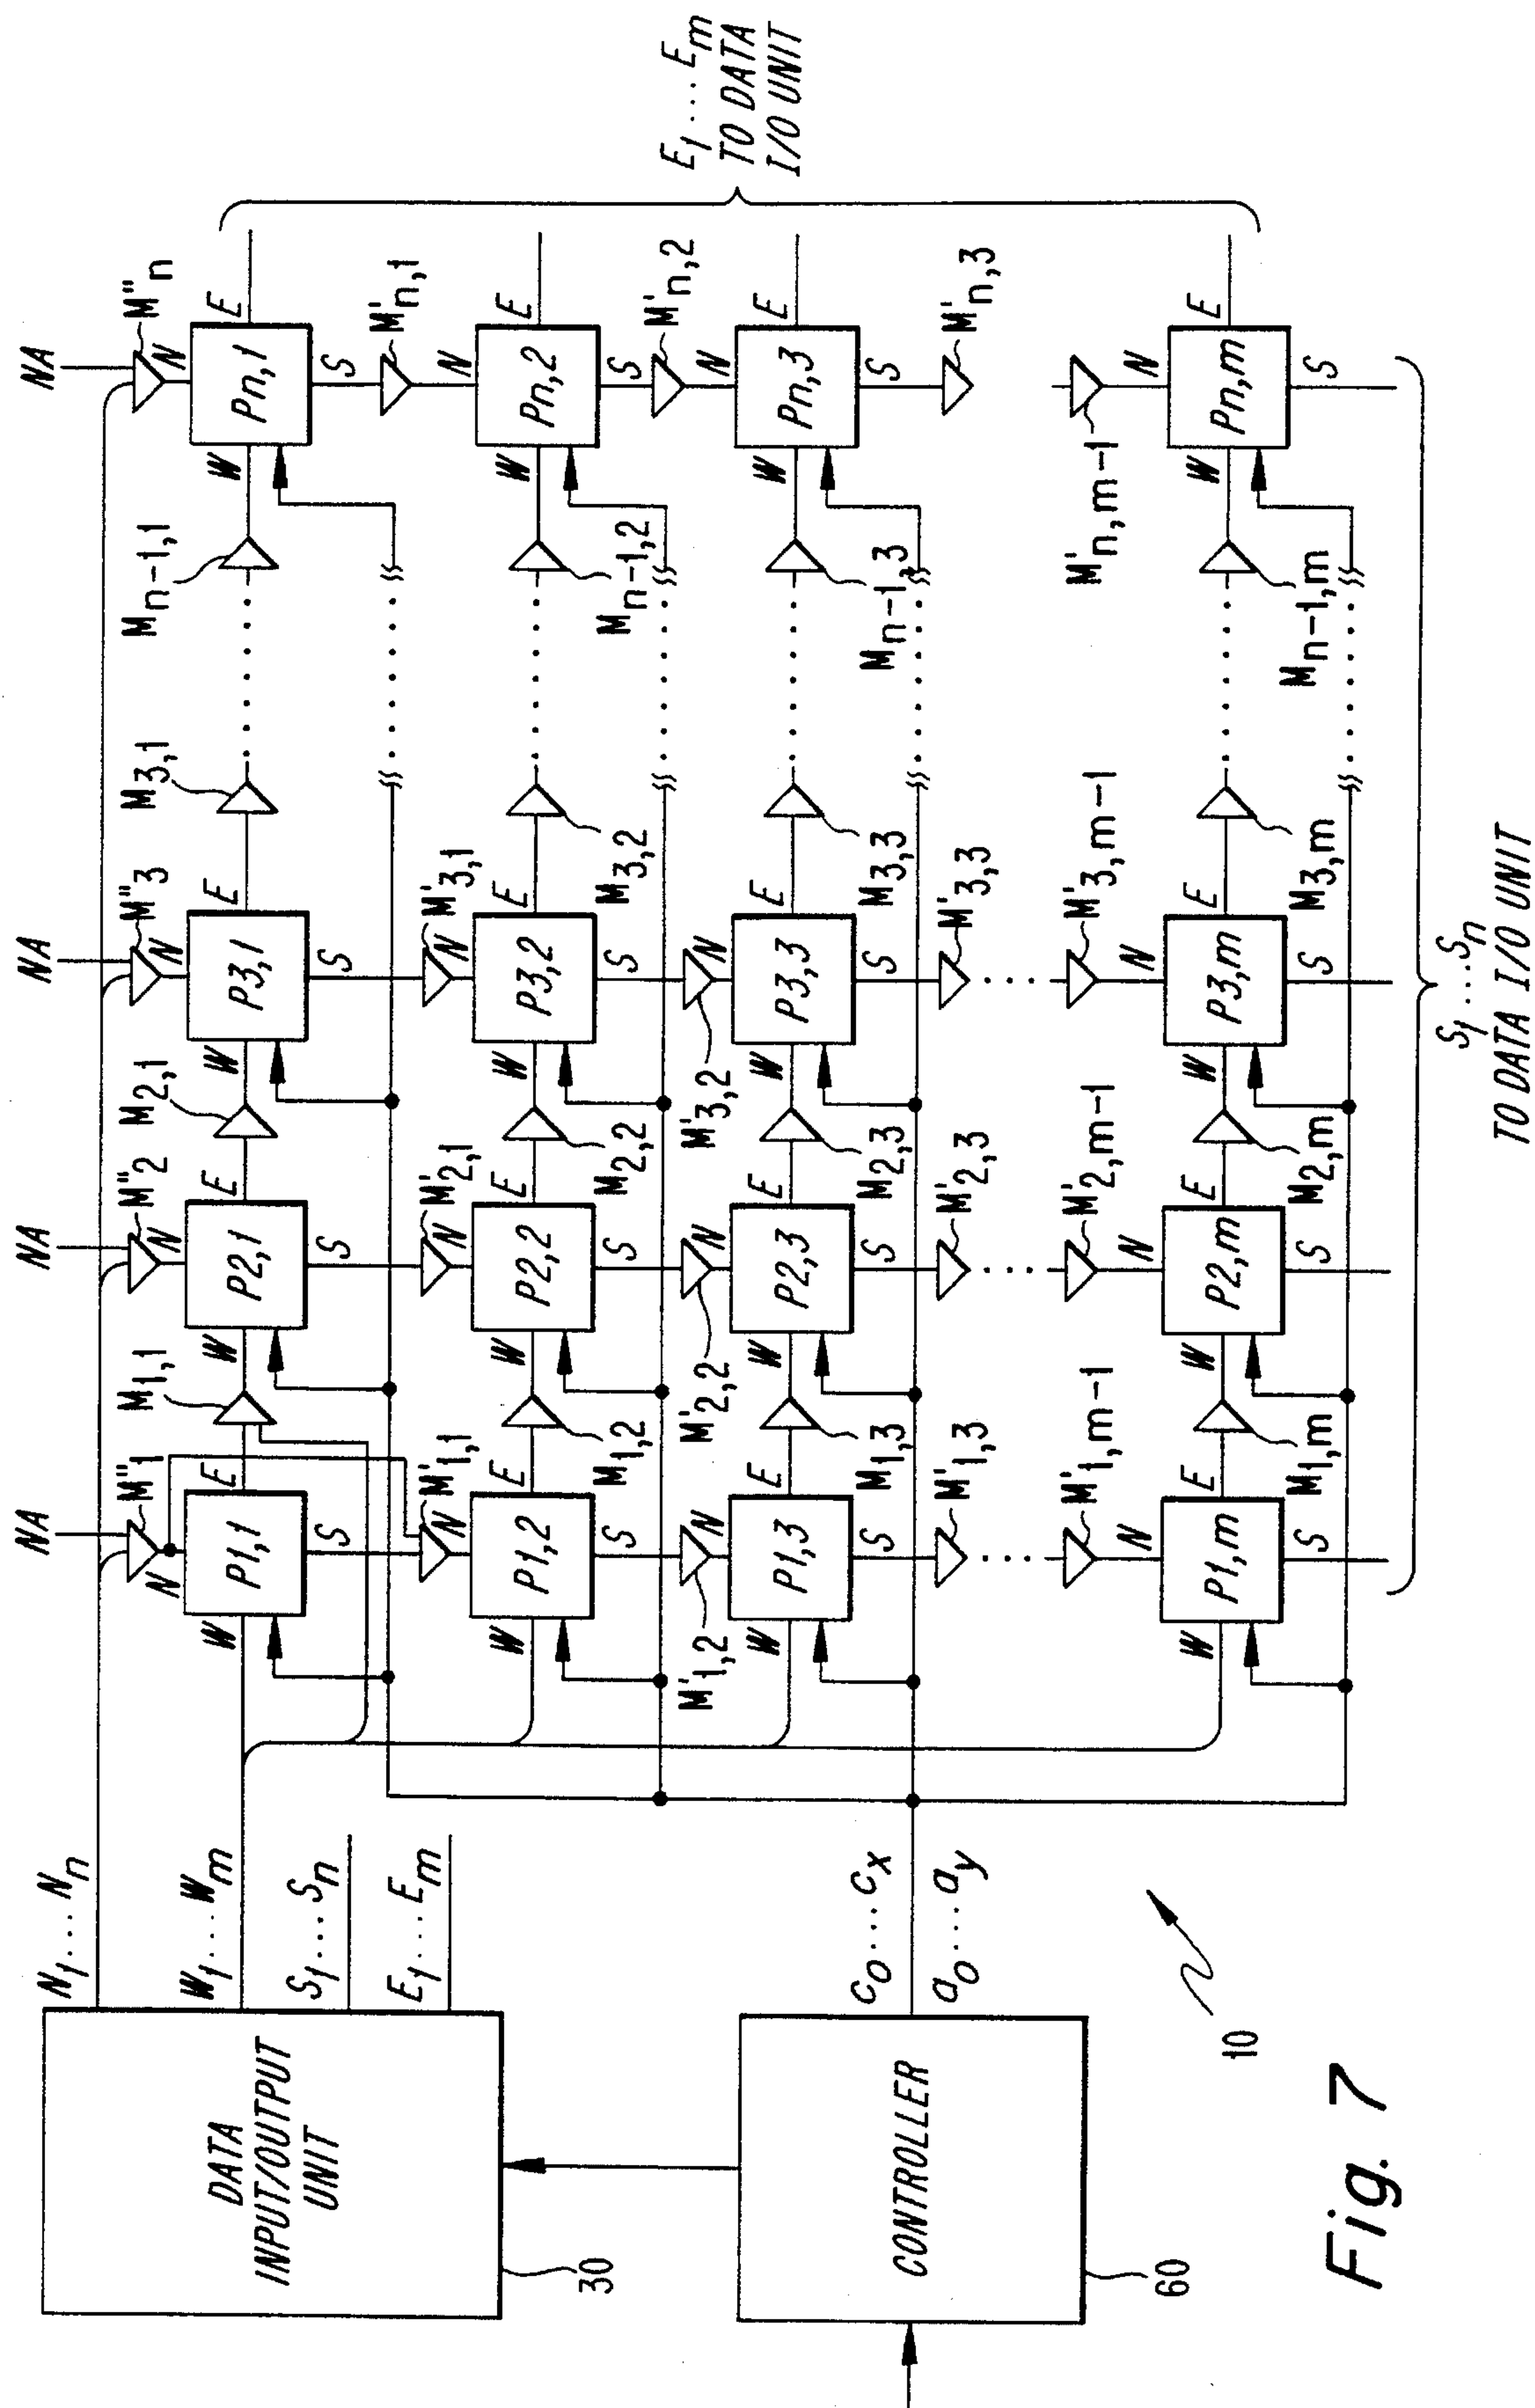 NA
NA
NA
NA
N₁....Nₙ
M"₁
M"₂
M"₃
M"ₙ
M₁,₁
M₂,₁
M₃,₁
Mₙ₋₁,₁
N
N
N
N
W₁....Wₘ
W
P1,1
E
W
P2,1
E
W
P3,1
E
W
Pn,1
E
DATA
INPUT/OUTPUT
UNIT
S₁....Sₙ
E₁....Eₘ
30
S
S
S
S
M'₁,₁
M'₂,₁
M'₃,₁
M'ₙ,₁
N
N
N
N
W
P1,2
E
W
P2,2
E
W
P3,2
E
W
Pn,2
E
M₁,₂
M₂,₂
M₃,₂
Mₙ₋₁,₂
S
S
S
S
M'₁,₂
M'₂,₂
M'₃,₂
M'ₙ,₂
N
N
N
N
E₁....Eₘ
TO DATA
I/O UNIT
W
P1,3
E
W
P2,3
E
W
P3,3
E
W
Pn,3
E
M₁,₃
M₂,₃
M₃,₃
Mₙ₋₁,₃
CONTROLLER
c₀....cₓ
a₀....aᵧ
60
S
S
S
S
M'₁,₃
M'₂,₃
M'₃,₃
M'ₙ,₃
M'₁,ₘ₋₁
M'₂,ₘ₋₁
M'₃,ₘ₋₁
M'ₙ,ₘ₋₁
N
N
N
N
W
P1,m
E
W
P2,m
E
W
P3,m
E
W
Pn,m
E
M₁,ₘ
M₂,ₘ
M₃,ₘ
Mₙ₋₁,ₘ
10
S
S
S
S
S₁....Sₙ
TO DATA I/O UNIT
Fig. 7